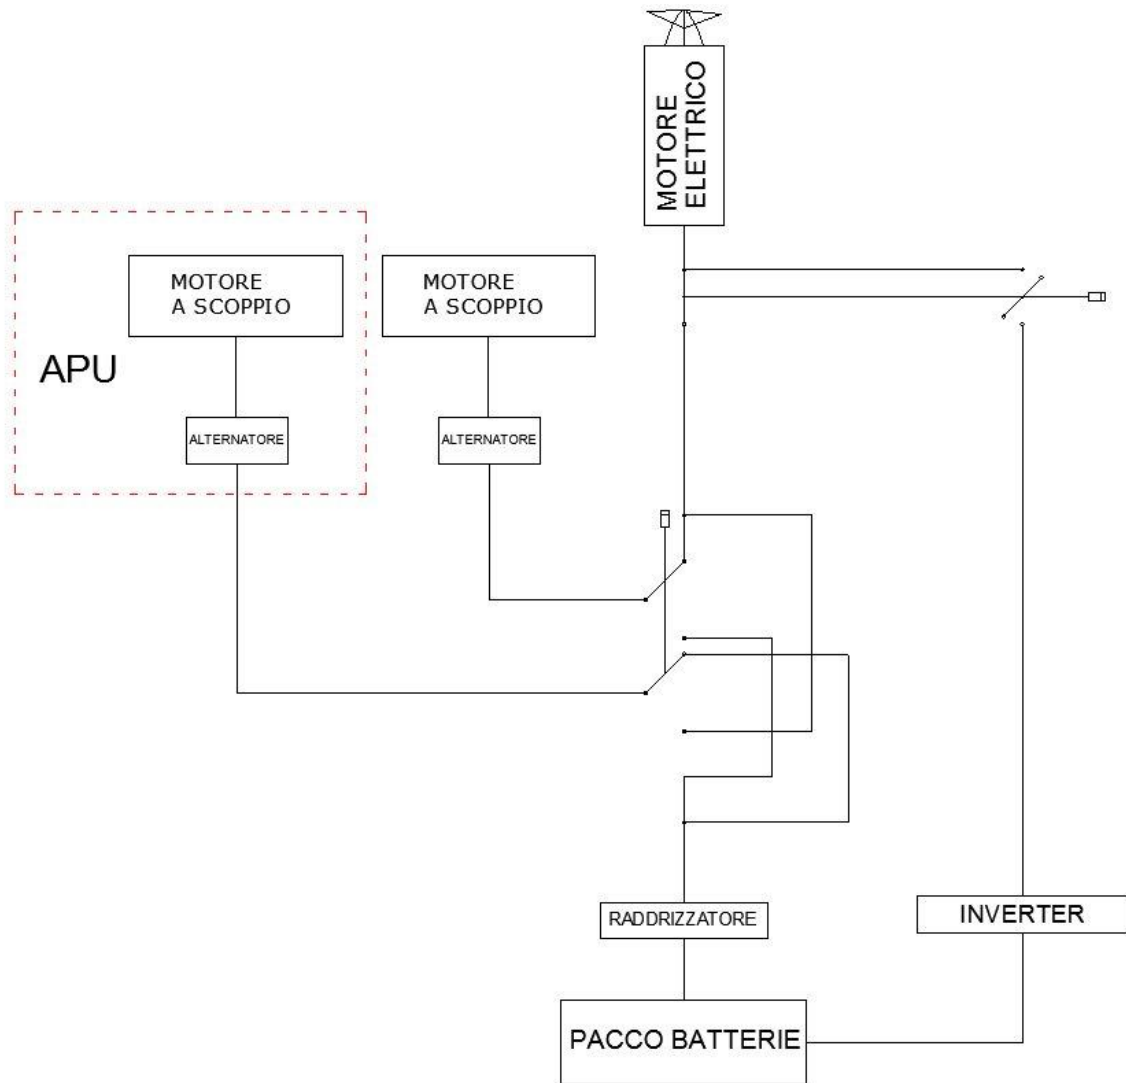 MOTORE
ELETTRICO
MOTORE
A SCOPPIO
MOTORE
A SCOPPIO
APU
ALTERNATORE
ALTERNATORE
RADDRIZZATORE
INVERTER
PACCO BATTERIE